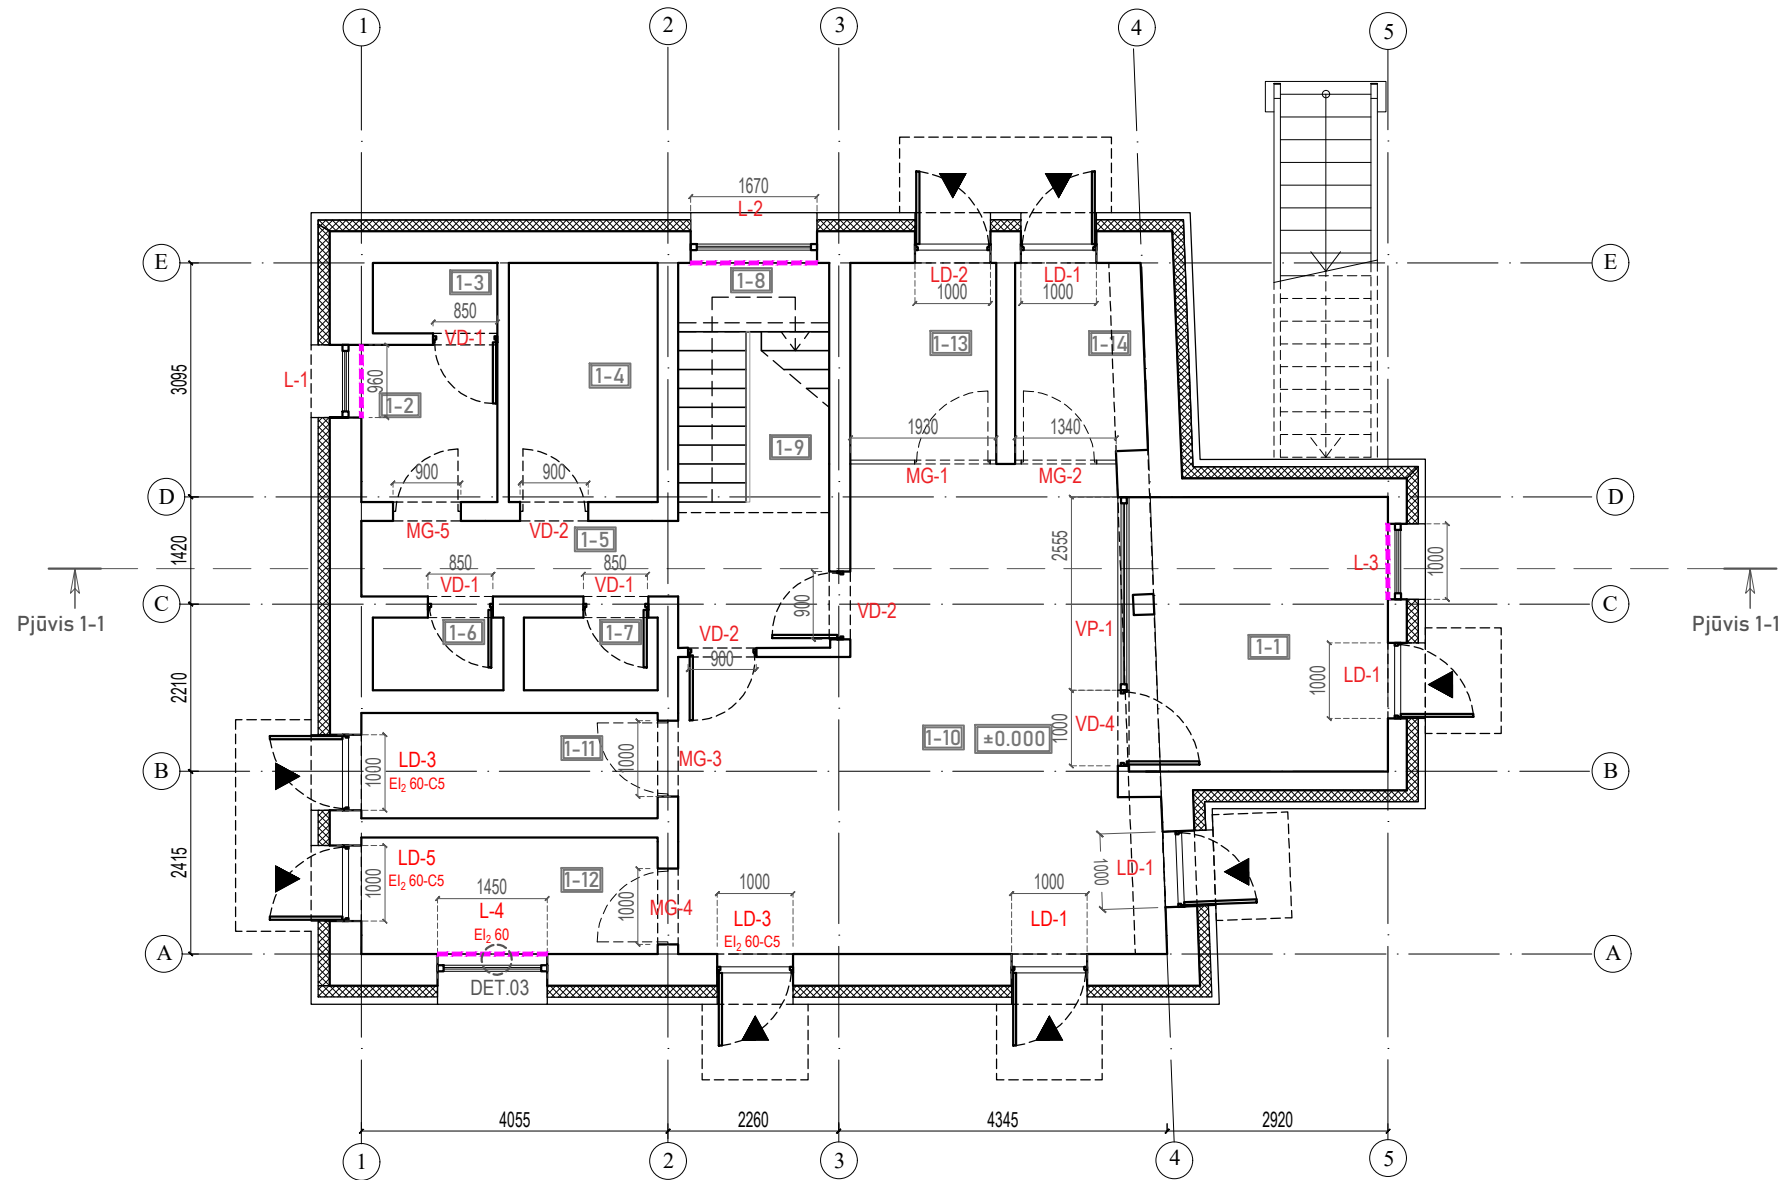 1 2 3 4 5
1670
L-2
E LD-2 LD-1 E
1-3 1-8
1000 1000
850
VD-1 1-13 1-14
3095 L-1 960 1-4
1-2
1930 1340
1-9
900 900 MG-1 MG-2
D D
MG-5 VD-2
1-5
1420 2555
850 850 L-3 1000
VD-1 VD-1
900
C VD-2 C
Pjūvis 1-1 Pjūvis 1-1
1-6 1-7 VD-2 VP-1
900 1-1
2210
1000 LD-1
VD-4
1000
1-10 ±0.000
1-11
LD-3 1000 MG-3
B B
1000 EI₂ 60-C5
2415 LD-5
1000 EI₂ 60-C5 1-12
1450 1000 1000 1000 LD-1
1000
L-4 MG-4 LD-3 LD-1
EI₂ 60 EI₂ 60-C5
A A
DET.03
4055 2260 4345 2920
1 2 3 4 5